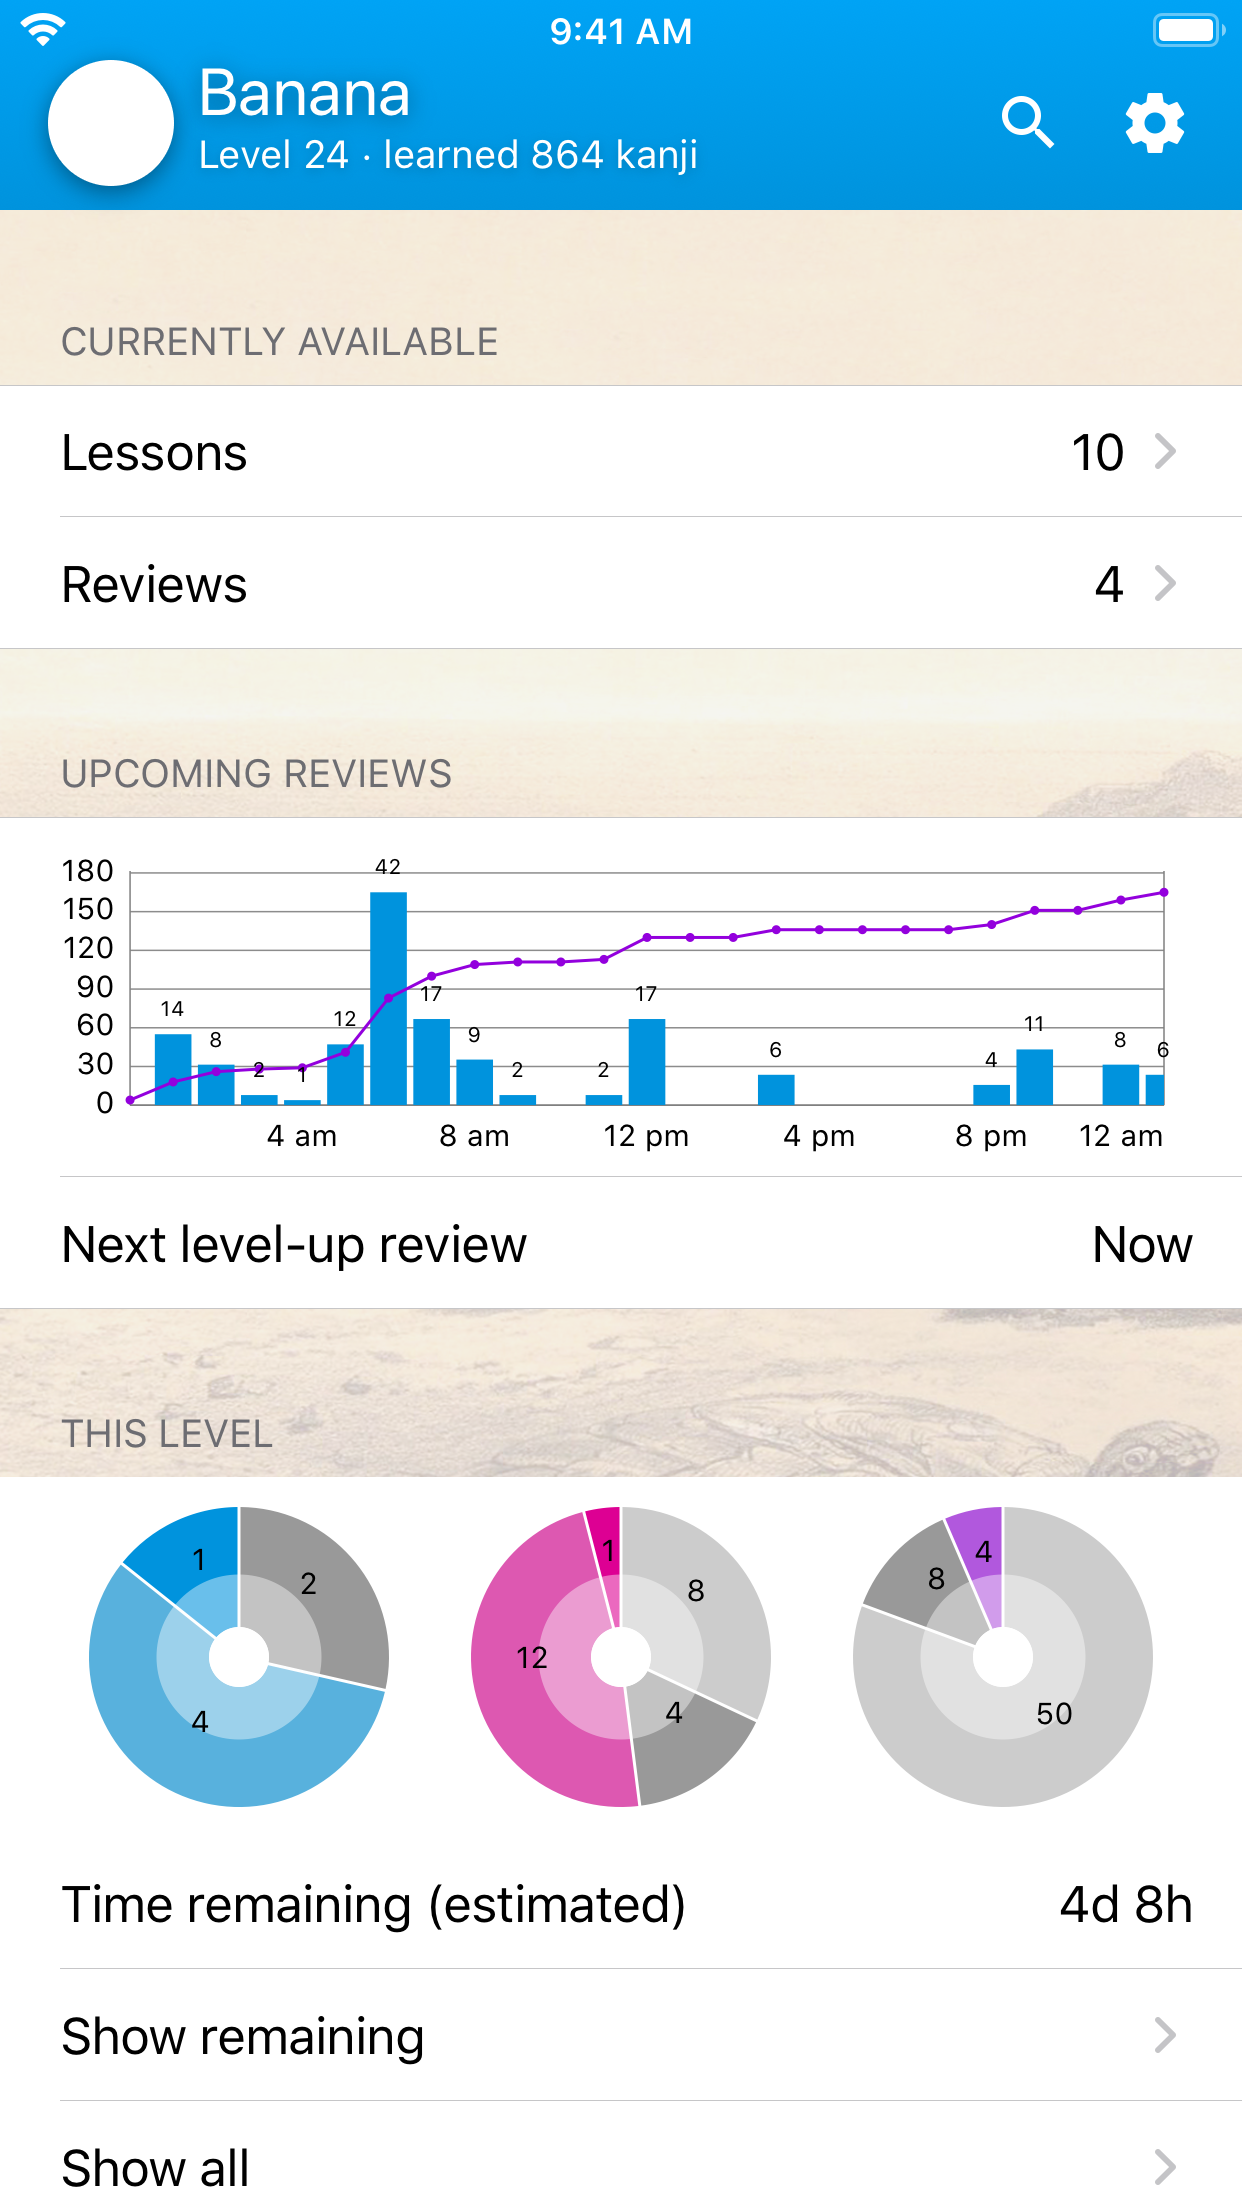 9:41 AM
Banana
Level 24 · learned 864 kanji
CURRENTLY AVAILABLE
Lessons 10
Reviews 4
UPCOMING REVIEWS
180
150
120
90
60
30
0
14 8 2 1 12 42 17 9 2 2 17 6 4 11 8 6
4 am 8 am 12 pm 4 pm 8 pm 12 am
Next level-up review Now
THIS LEVEL
1 2 4
1 8 12 4
4 8 50
Time remaining (estimated) 4d 8h
Show remaining
Show all